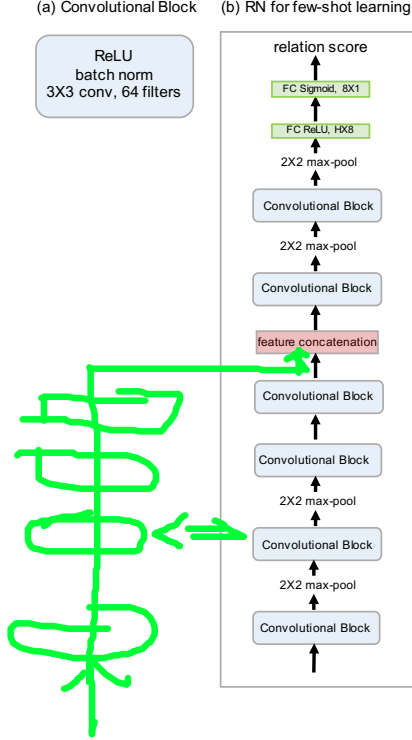 (a) Convolutional Block
(b) RN for few-shot learning
ReLU
batch norm
3X3 conv, 64 filters
relation score
FC Sigmoid, 8X1
FC ReLU, HX8
2X2 max-pool
Convolutional Block
2X2 max-pool
Convolutional Block
feature concatenation
Convolutional Block
Convolutional Block
2X2 max-pool
Convolutional Block
2X2 max-pool
Convolutional Block